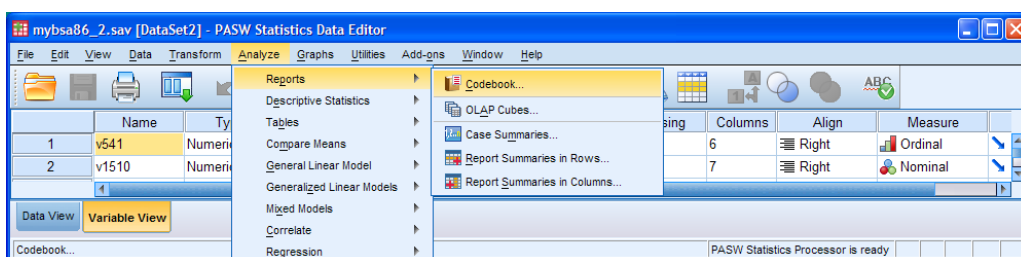 mybsa86_2.sav [DataSet2] - PASW Statistics Data Editor
File Edit View Data Transform Analyze Graphs Utilities Add-ons Window Help
Reports
Codebook...
Descriptive Statistics
OLAP Cubes...
Tables
Case Summaries...
Compare Means
Report Summaries in Rows...
General Linear Model
Report Summaries in Columns...
Generalized Linear Models
Mixed Models
Correlate
Regression
ABC
Name Ty sing Columns Align Measure
1 v541 Numeric 6 Right Ordinal
2 v1510 Numeric 7 Right Nominal
Data View Variable View
Codebook... PASW Statistics Processor is ready